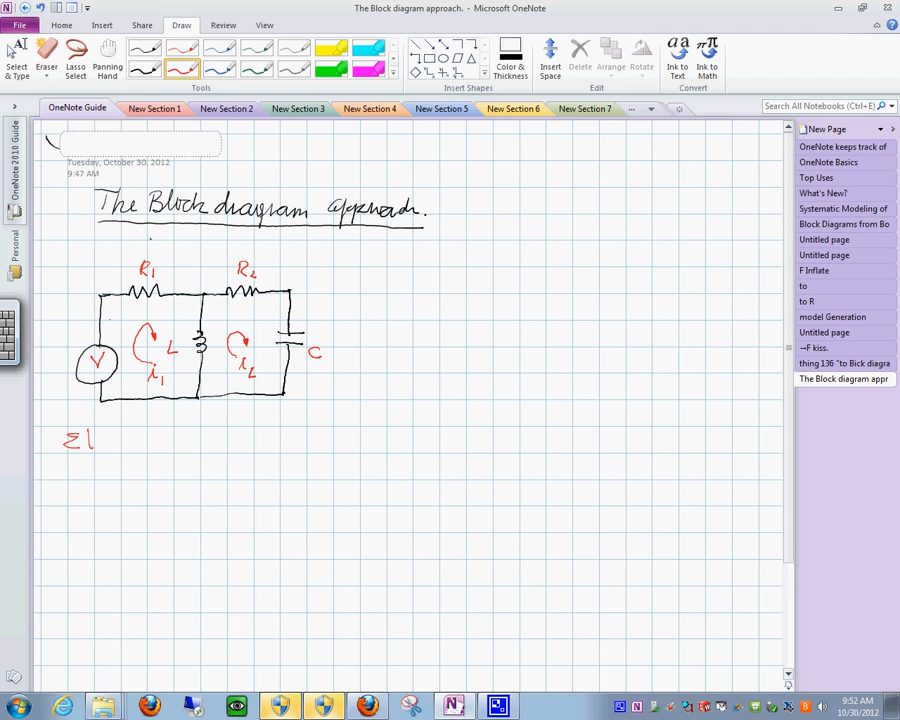 The Block diagram approach. - Microsoft OneNote
File Home Insert Share Draw Review View
Select & Type Eraser Lasso Select Panning Hand Color & Thickness Insert Space Delete Arrange Rotate Ink to Text Ink to Math
Tools Insert Shapes Edit Convert
OneNote Guide New Section 1 New Section 2 New Section 3 New Section 4 New Section 5 New Section 6 New Section 7 ... Search All Notebooks (Ctrl+E)
OneNote 2010 Guide
Personal
New Page
OneNote keeps track of
OneNote Basics
Top Uses
What's New?
Systematic Modeling of
Block Diagrams from Bo
Untitled page
Untitled page
F Inflate
to
to R
model Generation
Untitled page
→F kiss.
thing 136 "to Bick diagra
The Block diagram appr
Tuesday, October 30, 2012
9:47 AM
The Block diagram approach.
R1 R2
V L C
i1 i2
Σ
9:52 AM
10/30/2012